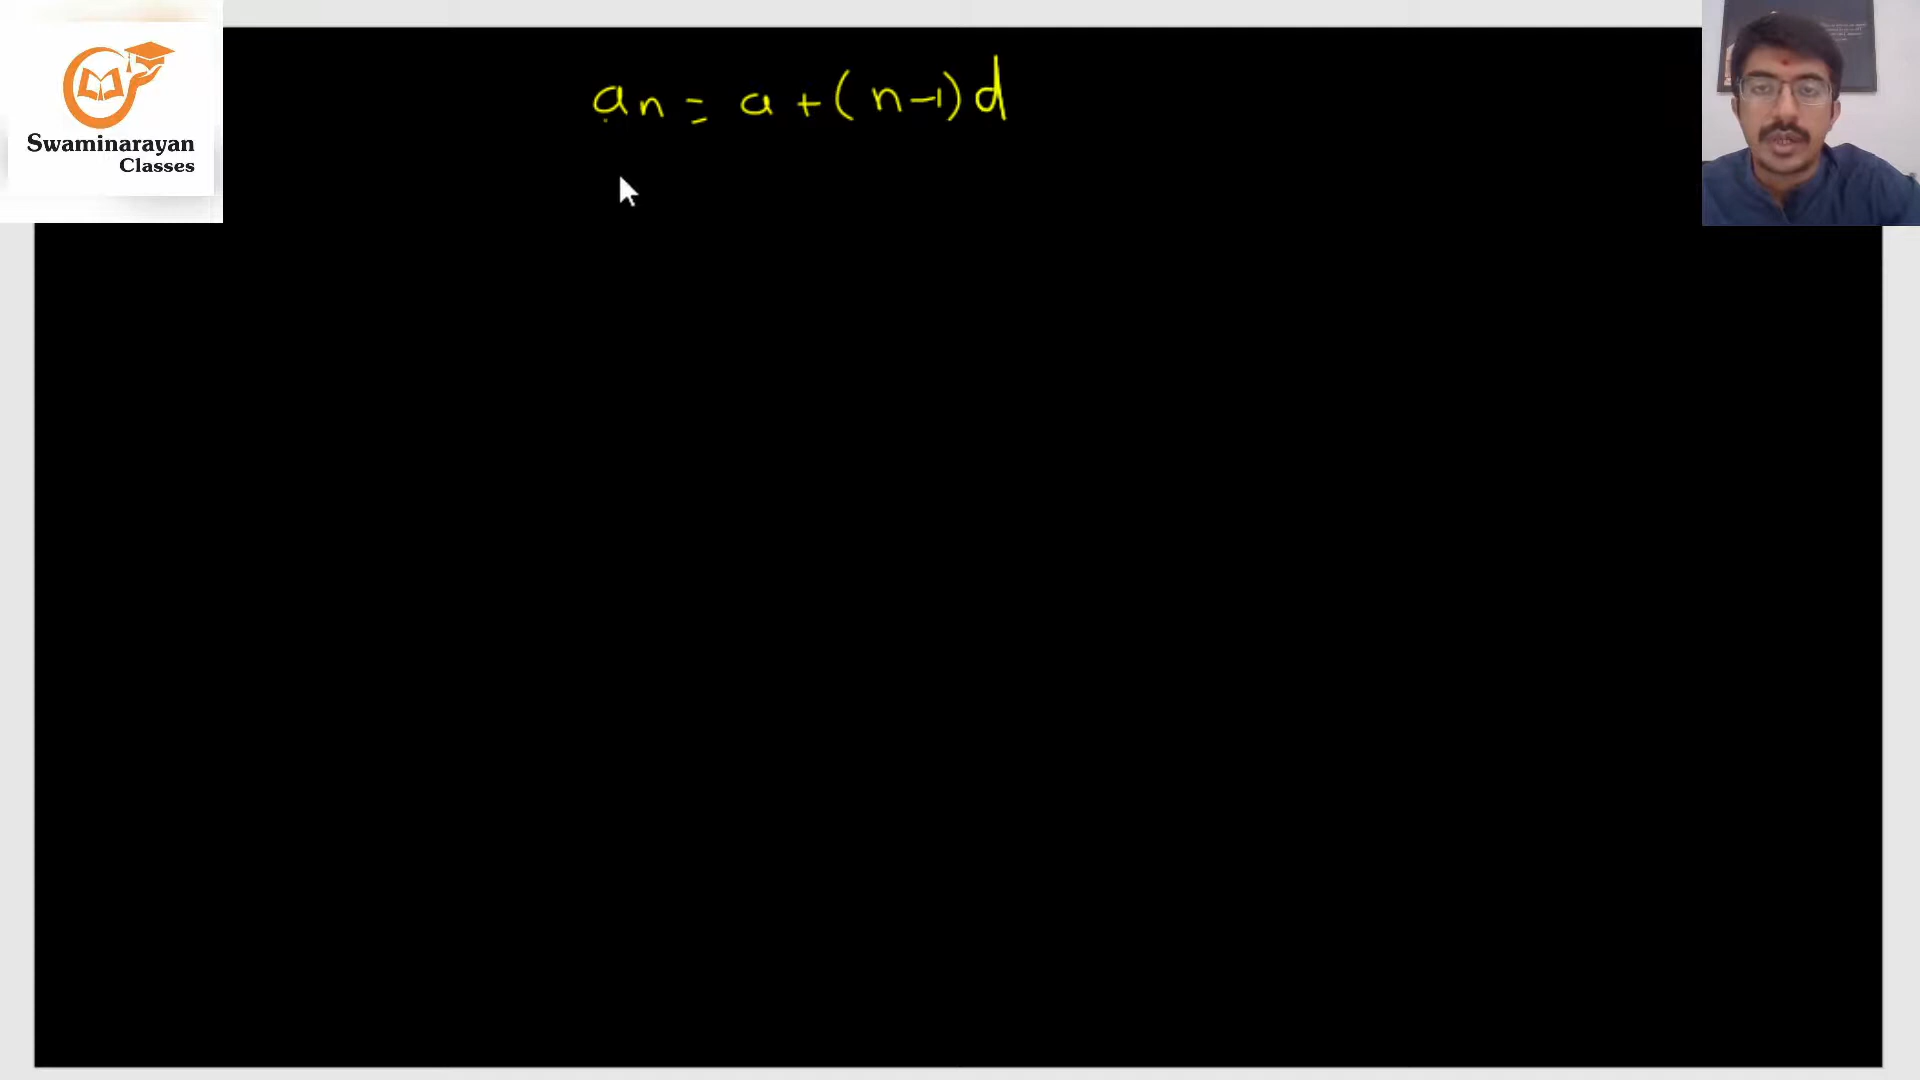 Swaminarayan
Classes
an = a + (n-1)d